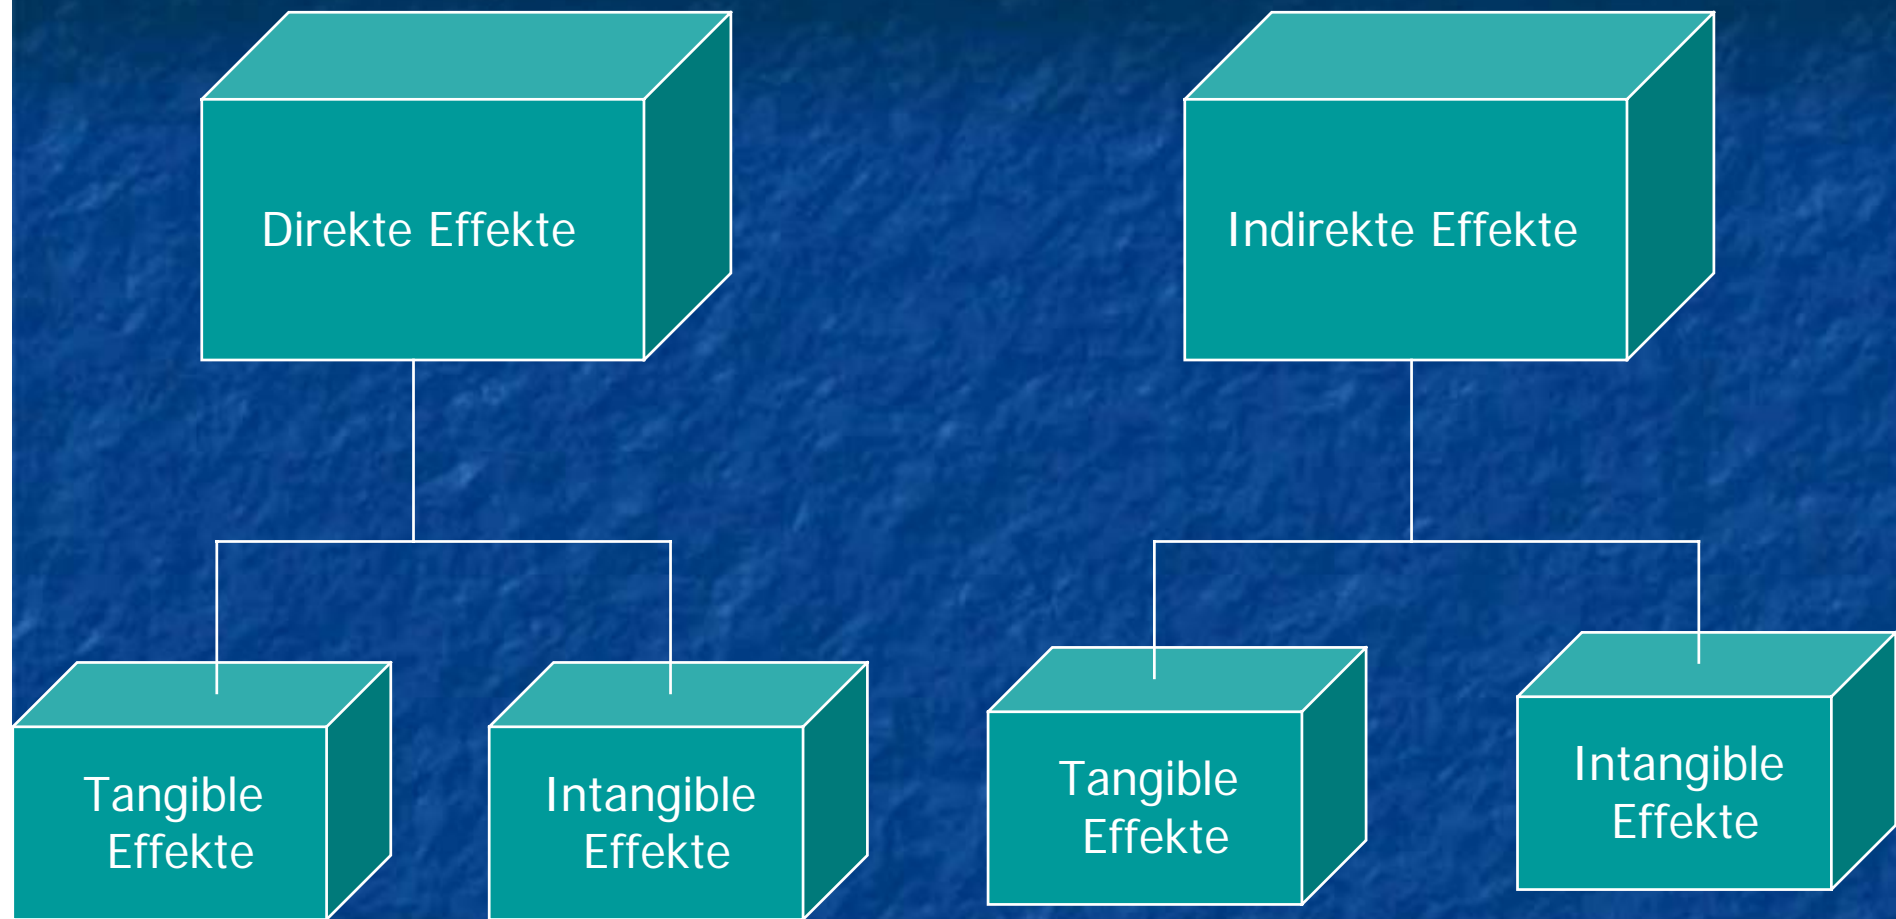 Direkte Effekte
Indirekte Effekte
Tangible
Effekte
Intangible
Effekte
Tangible
Effekte
Intangible
Effekte